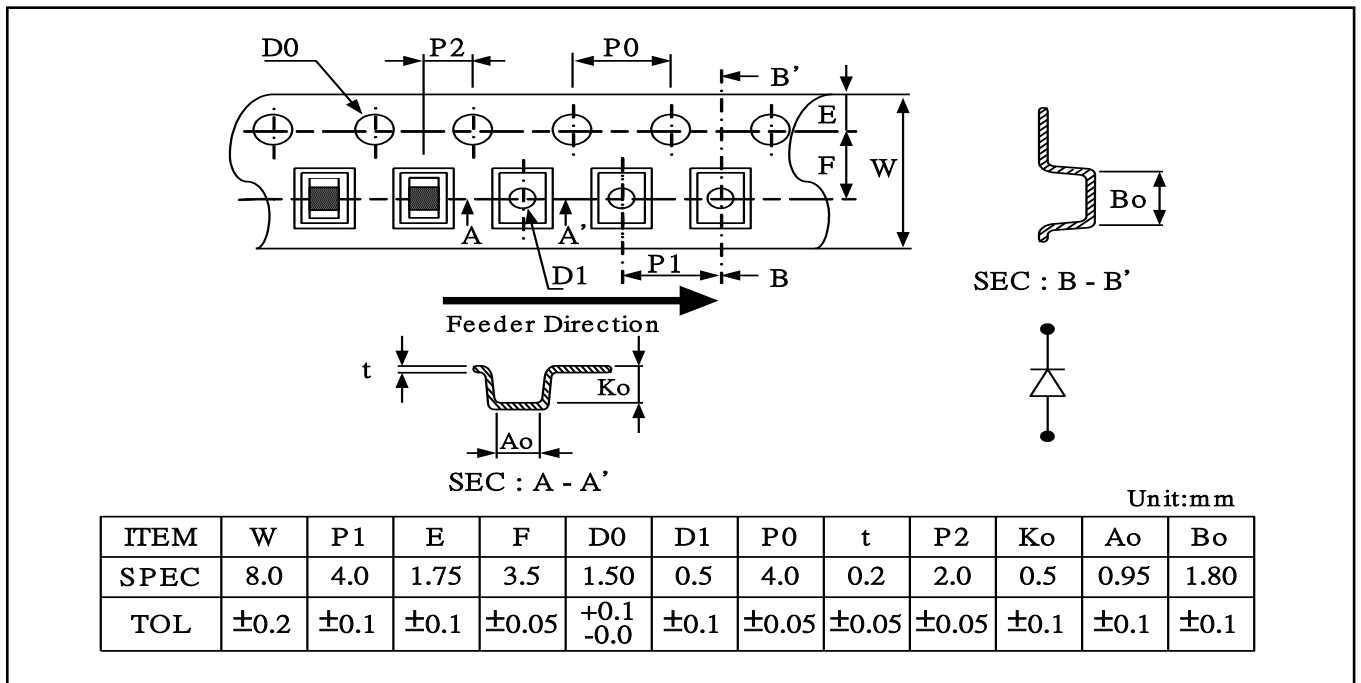 D0
P2
P0
B’
E
F
W
A
A’
D1
P1
B
Bo
SEC : B - B’
Feeder Direction
t
Ko
Ao
SEC : A - A’
Unit:mm
ITEM W P1 E F D0 D1 P0 t P2 Ko Ao Bo
SPEC 8.0 4.0 1.75 3.5 1.50 0.5 4.0 0.2 2.0 0.5 0.95 1.80
TOL ±0.2 ±0.1 ±0.1 ±0.05 +0.1 -0.0 ±0.1 ±0.05 ±0.05 ±0.05 ±0.1 ±0.1 ±0.1